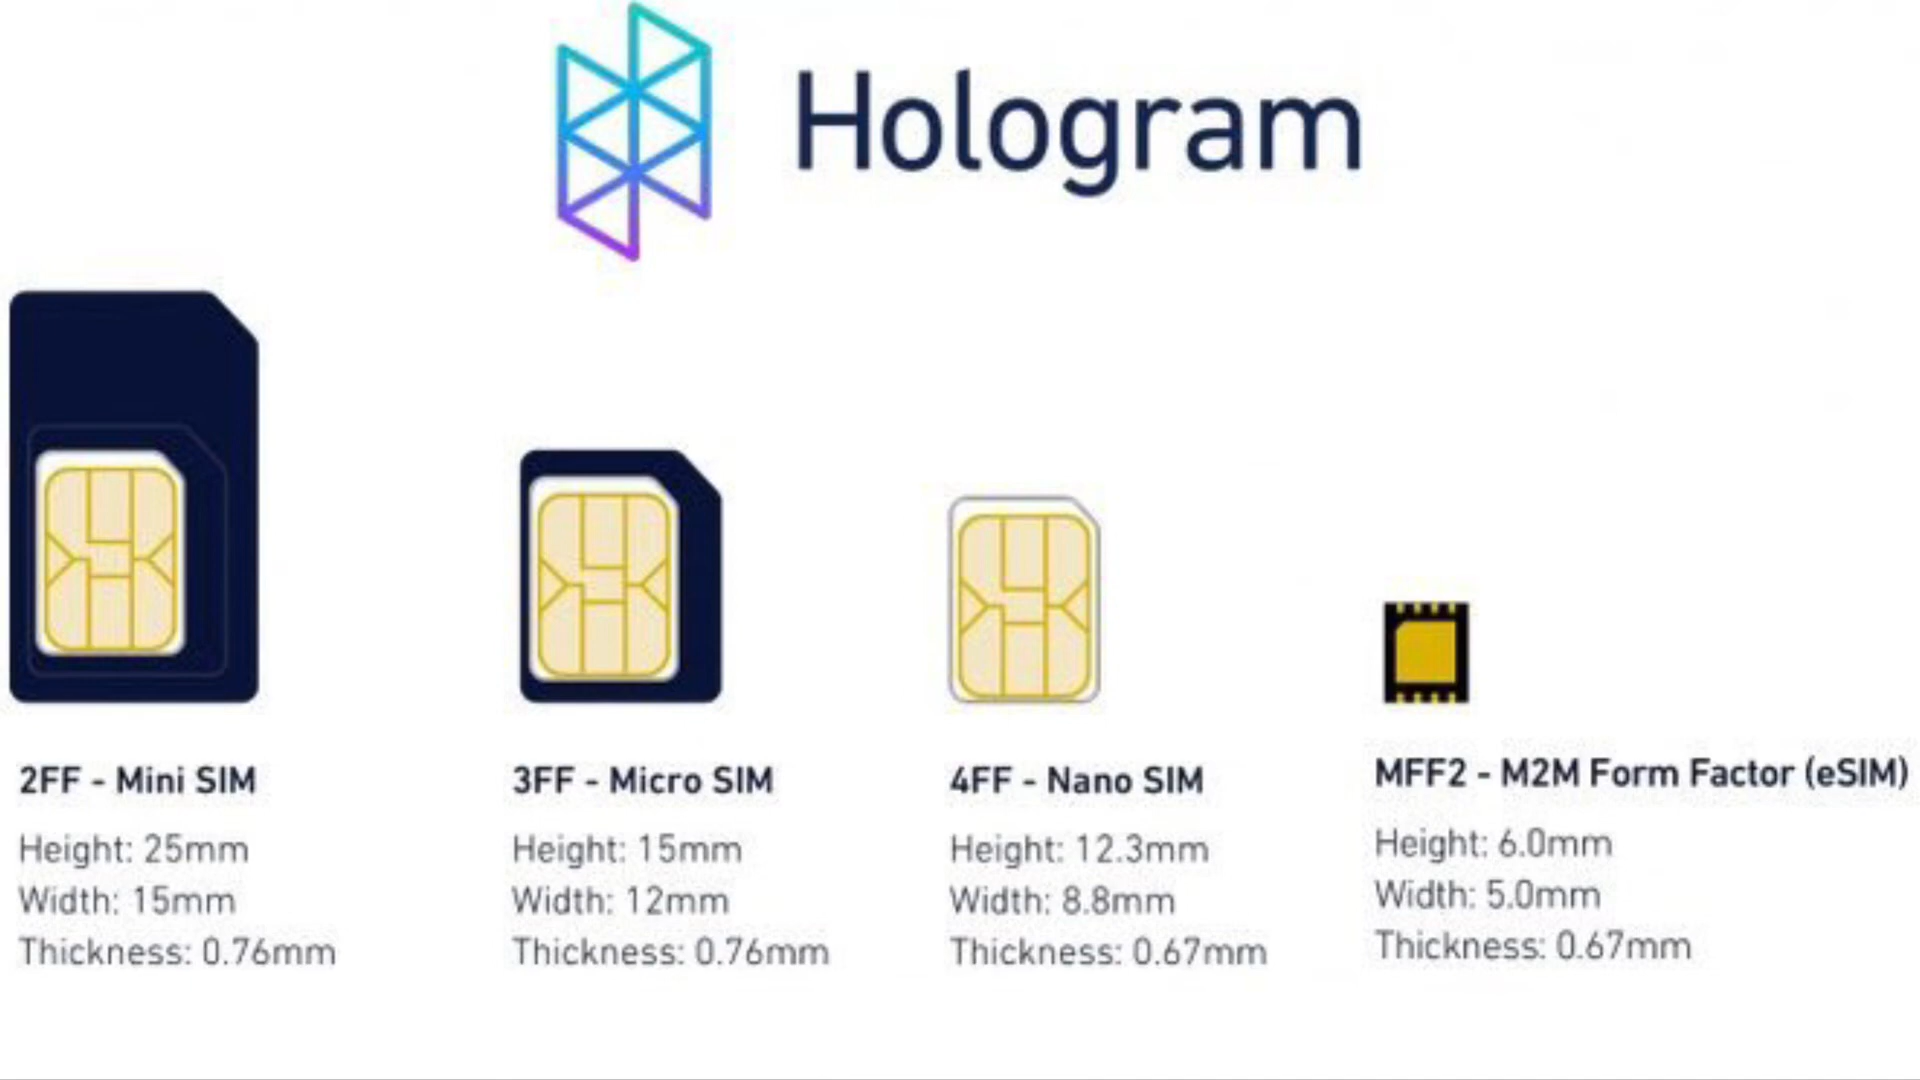 Hologram
2FF - Mini SIM
Height: 25mm
Width: 15mm
Thickness: 0.76mm
3FF - Micro SIM
Height: 15mm
Width: 12mm
Thickness: 0.76mm
4FF - Nano SIM
Height: 12.3mm
Width: 8.8mm
Thickness: 0.67mm
MFF2 - M2M Form Factor (eSIM)
Height: 6.0mm
Width: 5.0mm
Thickness: 0.67mm